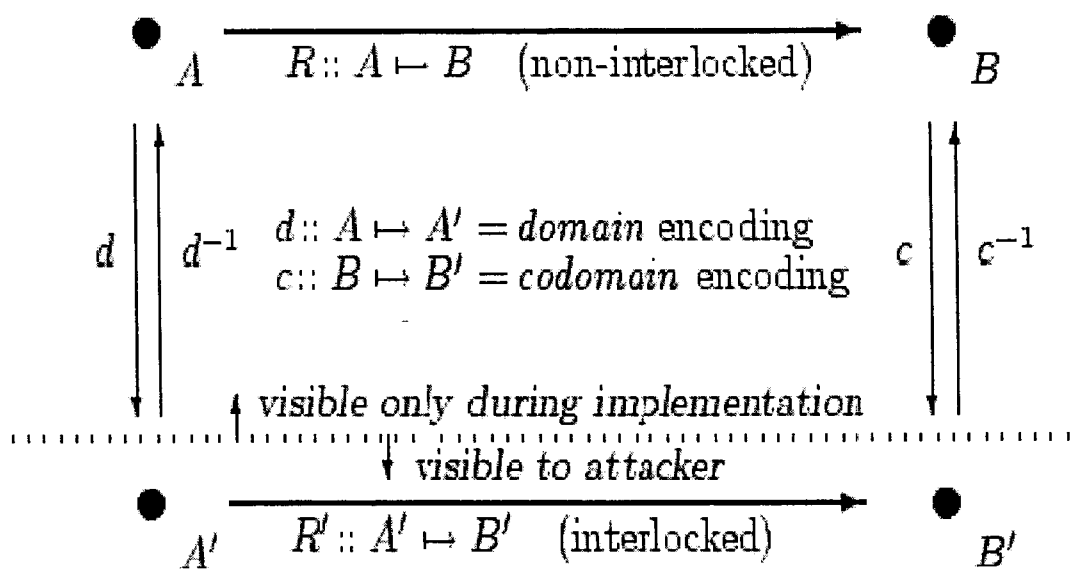 A B
R :: A ↦ B (non-interlocked)
d d⁻¹ d :: A ↦ A′ = domain encoding c c⁻¹
c :: B ↦ B′ = codomain encoding
visible only during implementation
visible to attacker
A′ B′
R′ :: A′ ↦ B′ (interlocked)